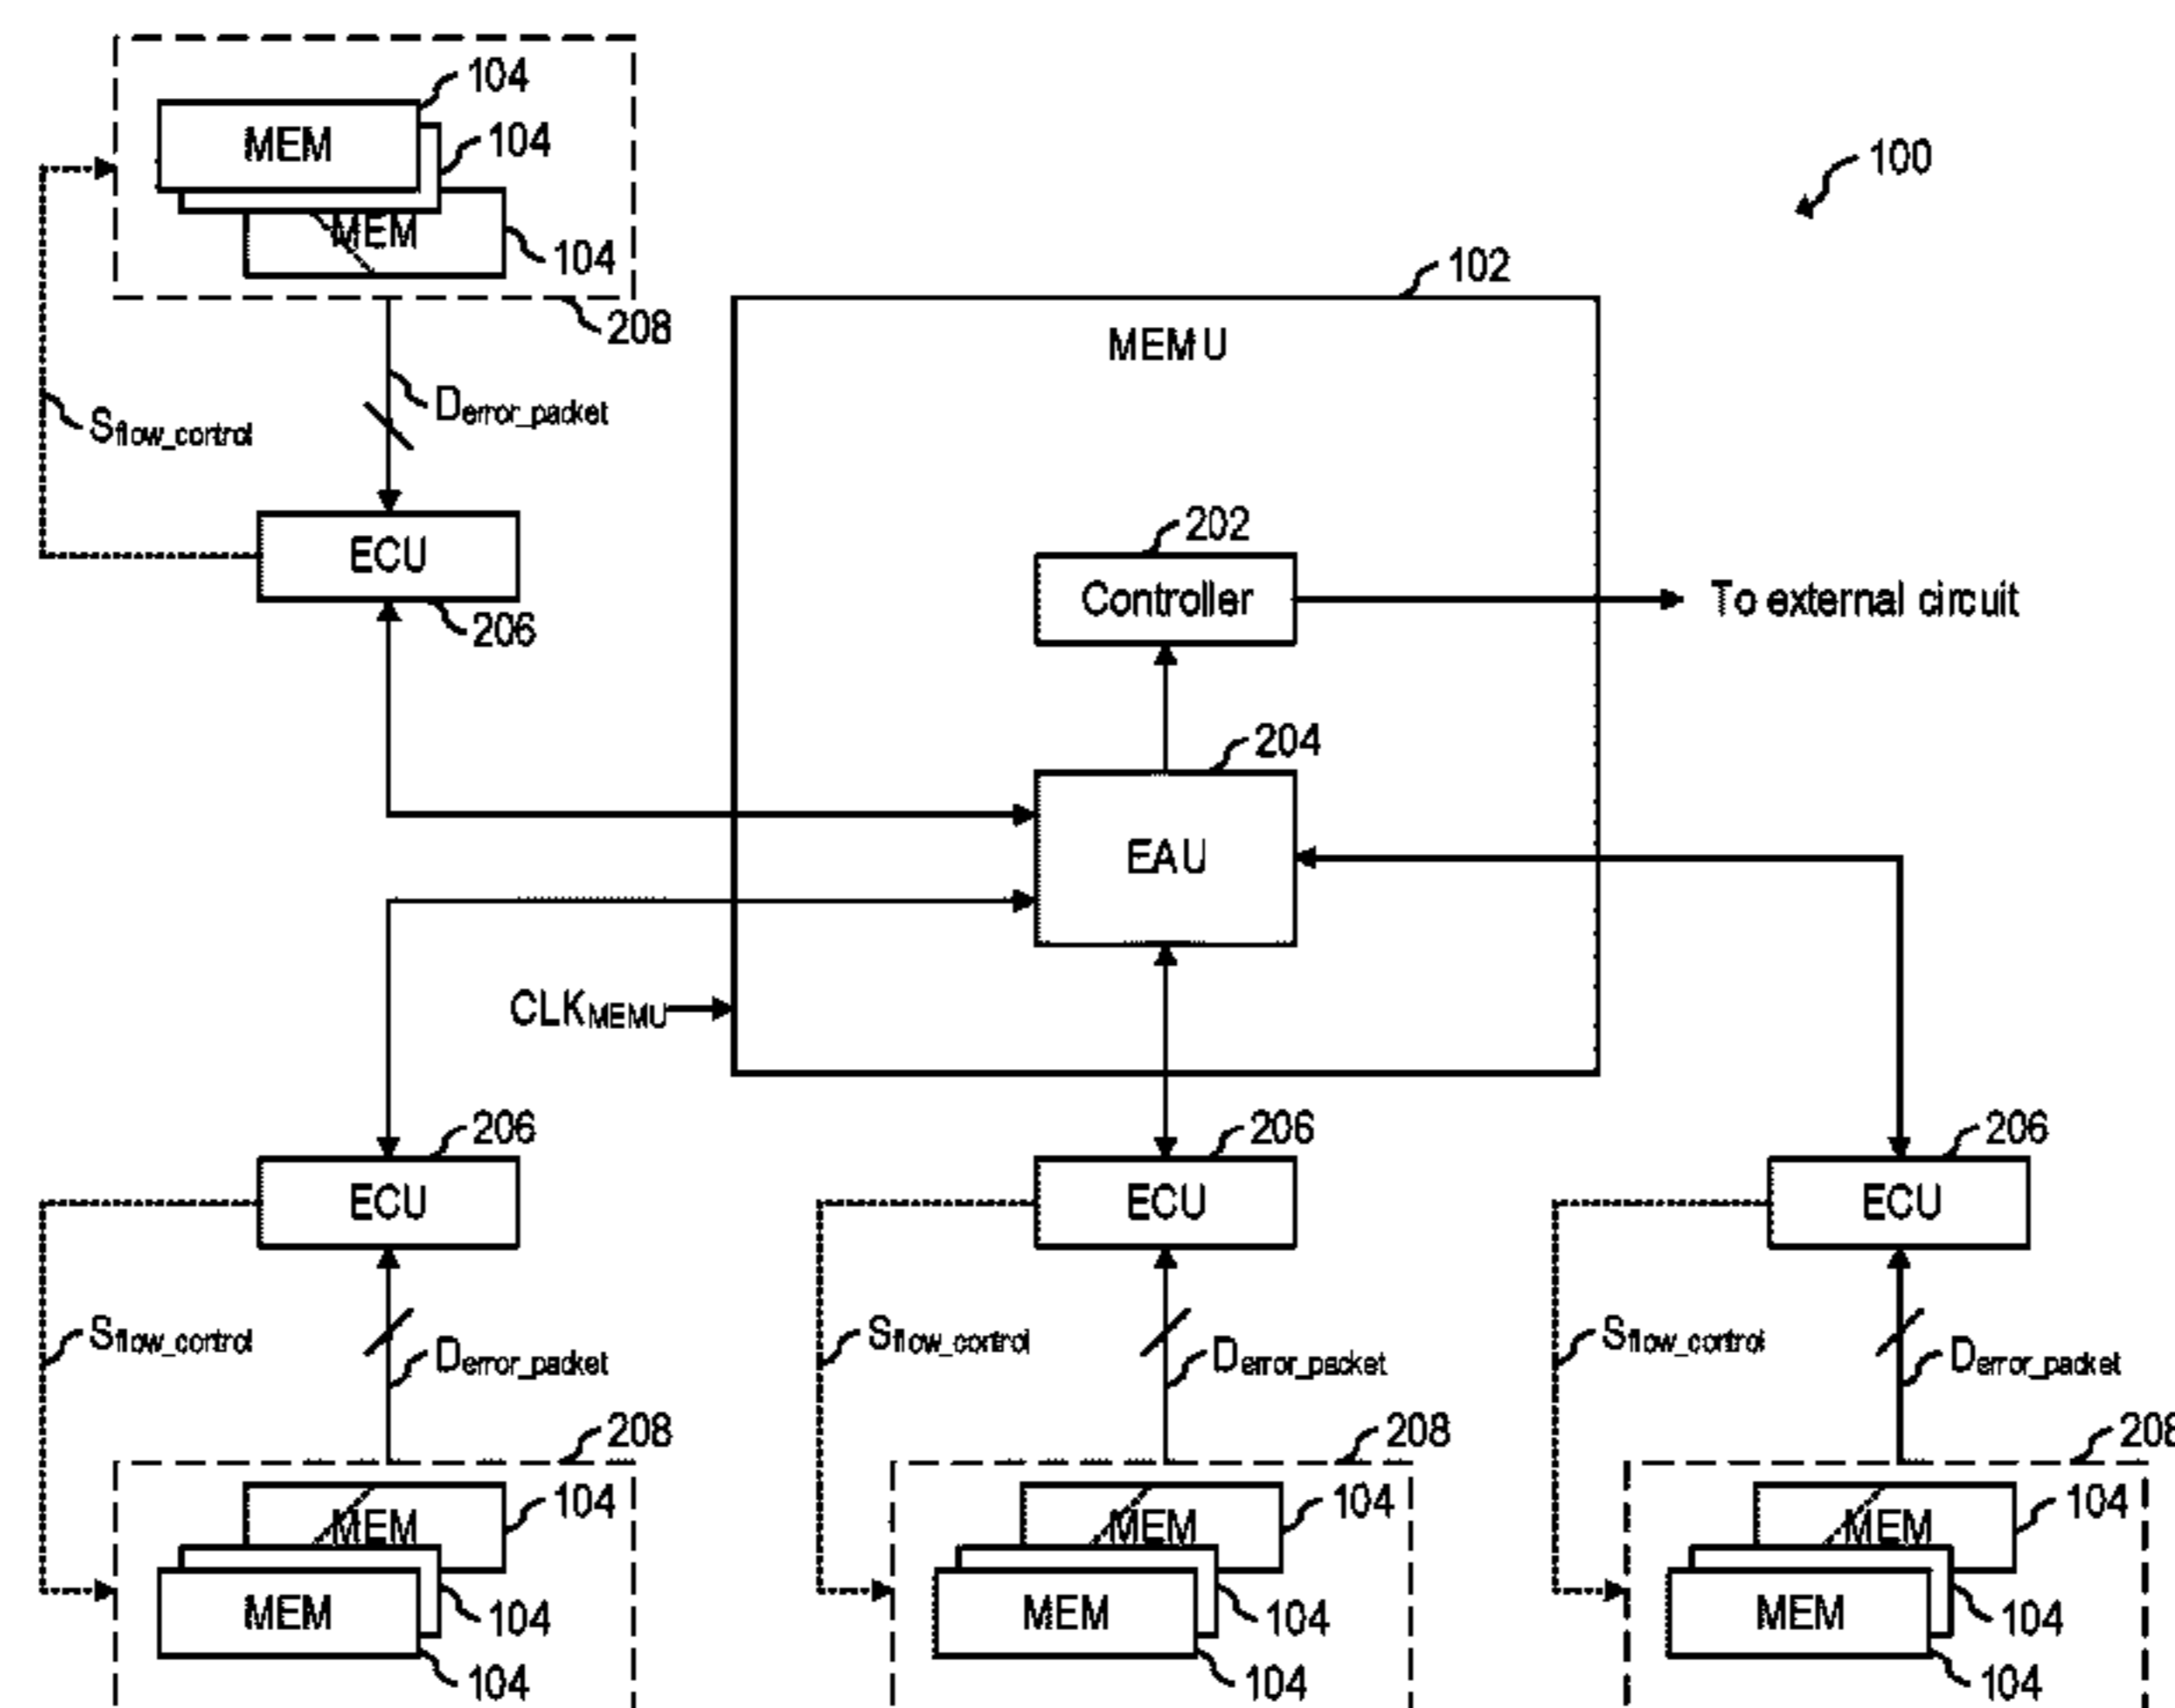 104
MEM
104
100
MEM
104
102
208
MEMU
Derror_packet
Sflow_control
202
ECU
Controller
To external circuit
206
204
EAU
CLKMEMU
206
206
206
ECU
ECU
ECU
Sflow_control
Derror_packet
Sflow_control
Derror_packet
Sflow_control
Derror_packet
208
208
208
MEM
104
MEM
104
MEM
104
MEM
104
MEM
104
MEM
104
104
104
104